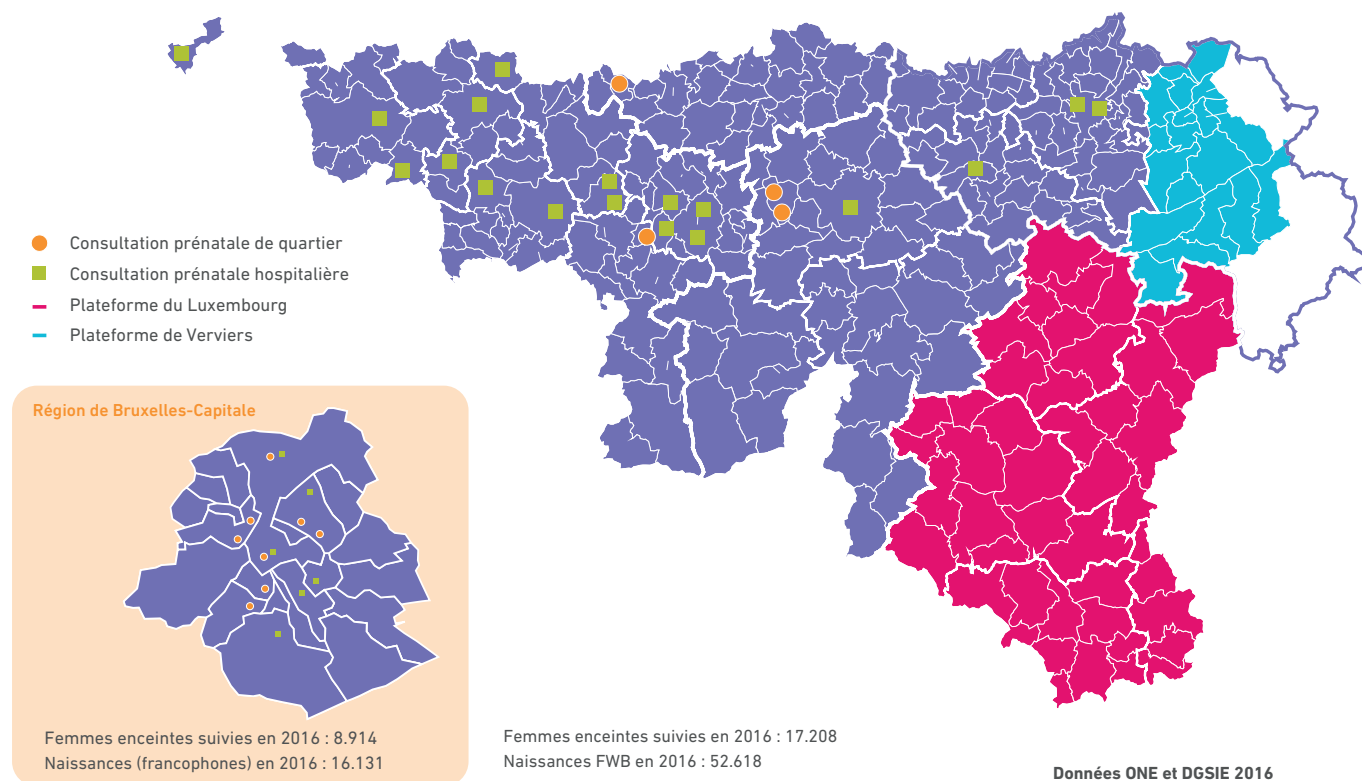 Consultation prénatale de quartier
Consultation prénatale hospitalière
Plateforme du Luxembourg
Plateforme de Verviers
Région de Bruxelles-Capitale
Femmes enceintes suivies en 2016 : 8.914
Naissances (francophones) en 2016 : 16.131
Femmes enceintes suivies en 2016 : 17.208
Naissances FWB en 2016 : 52.618
Données ONE et DGSIE 2016